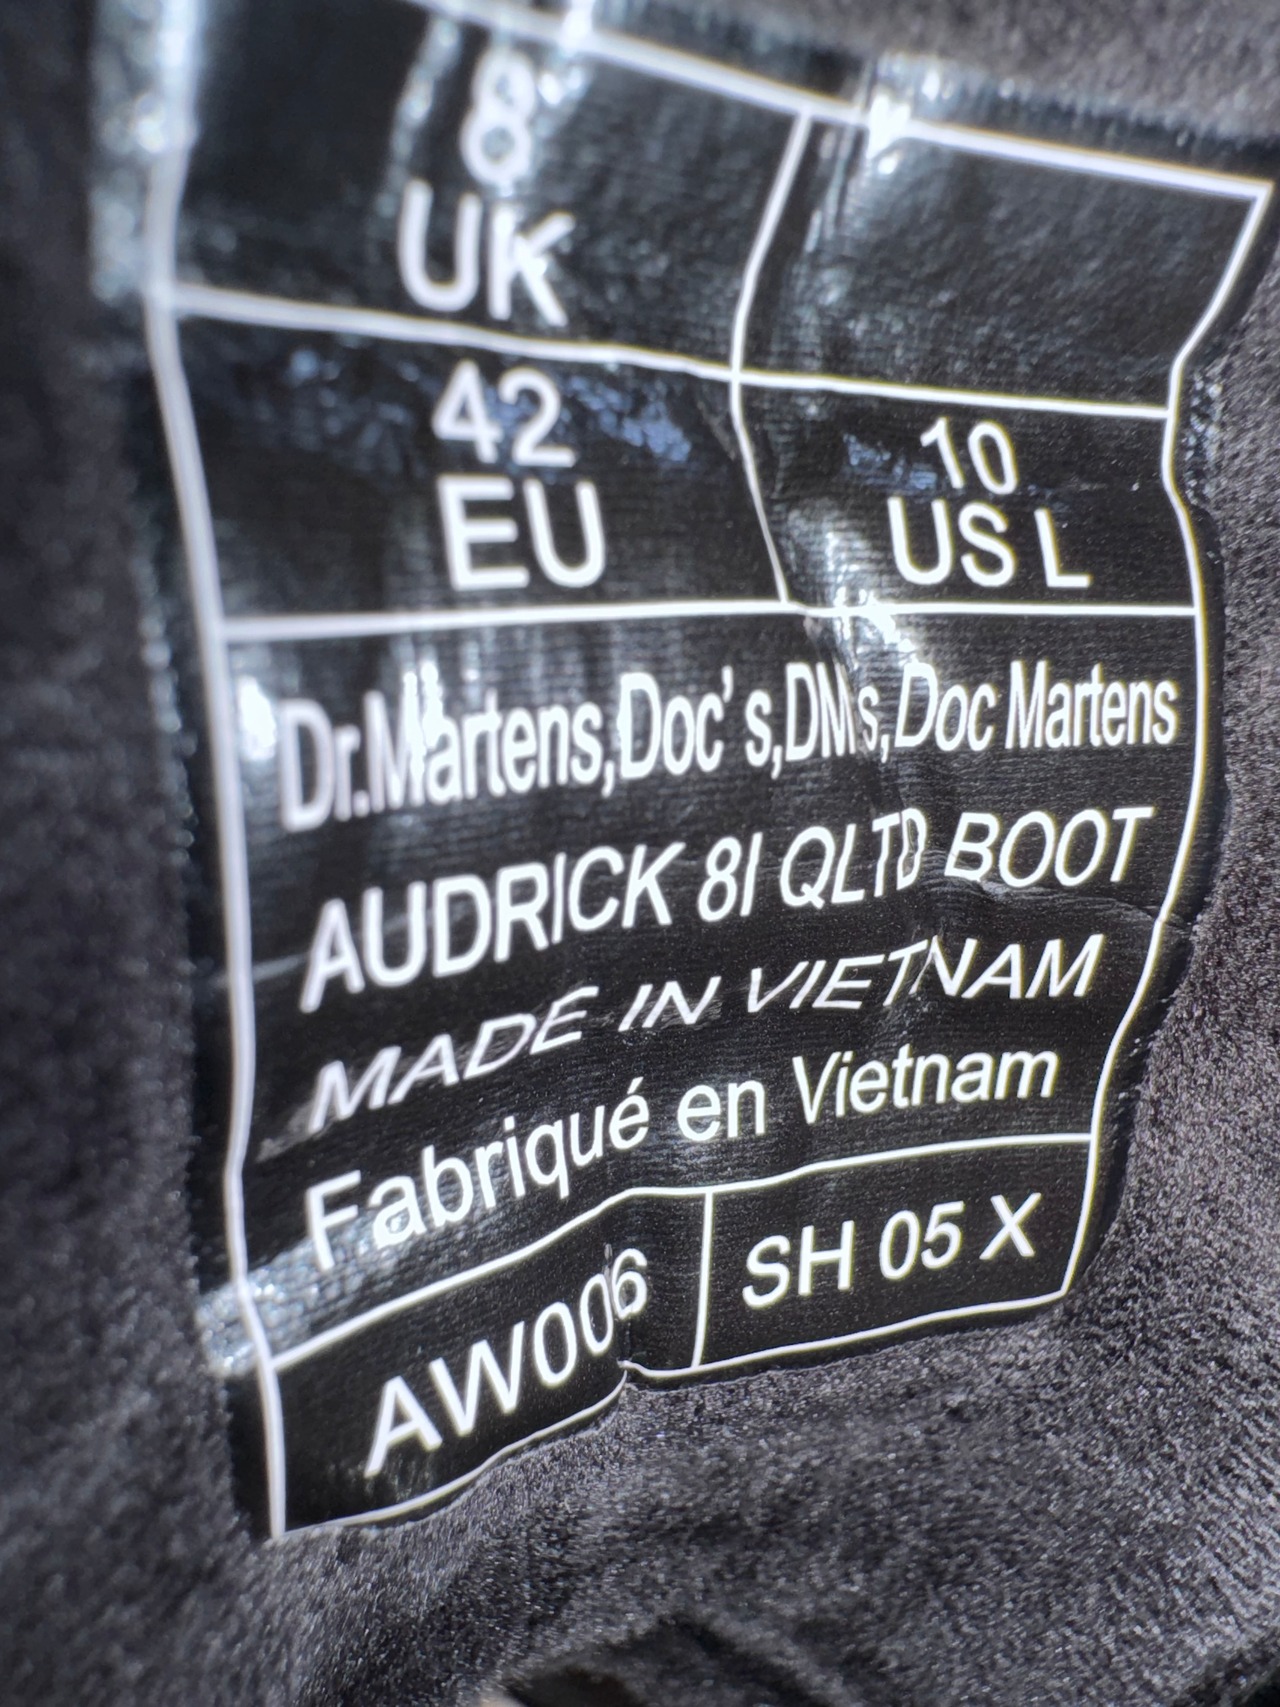 8
UK
42
EU
10
US L
Dr.Martens,Doc's,DM's,Doc Martens
AUDRICK 8I QLTD BOOT
MADE IN VIETNAM
Fabriqué en Vietnam
AW006
SH 05 X